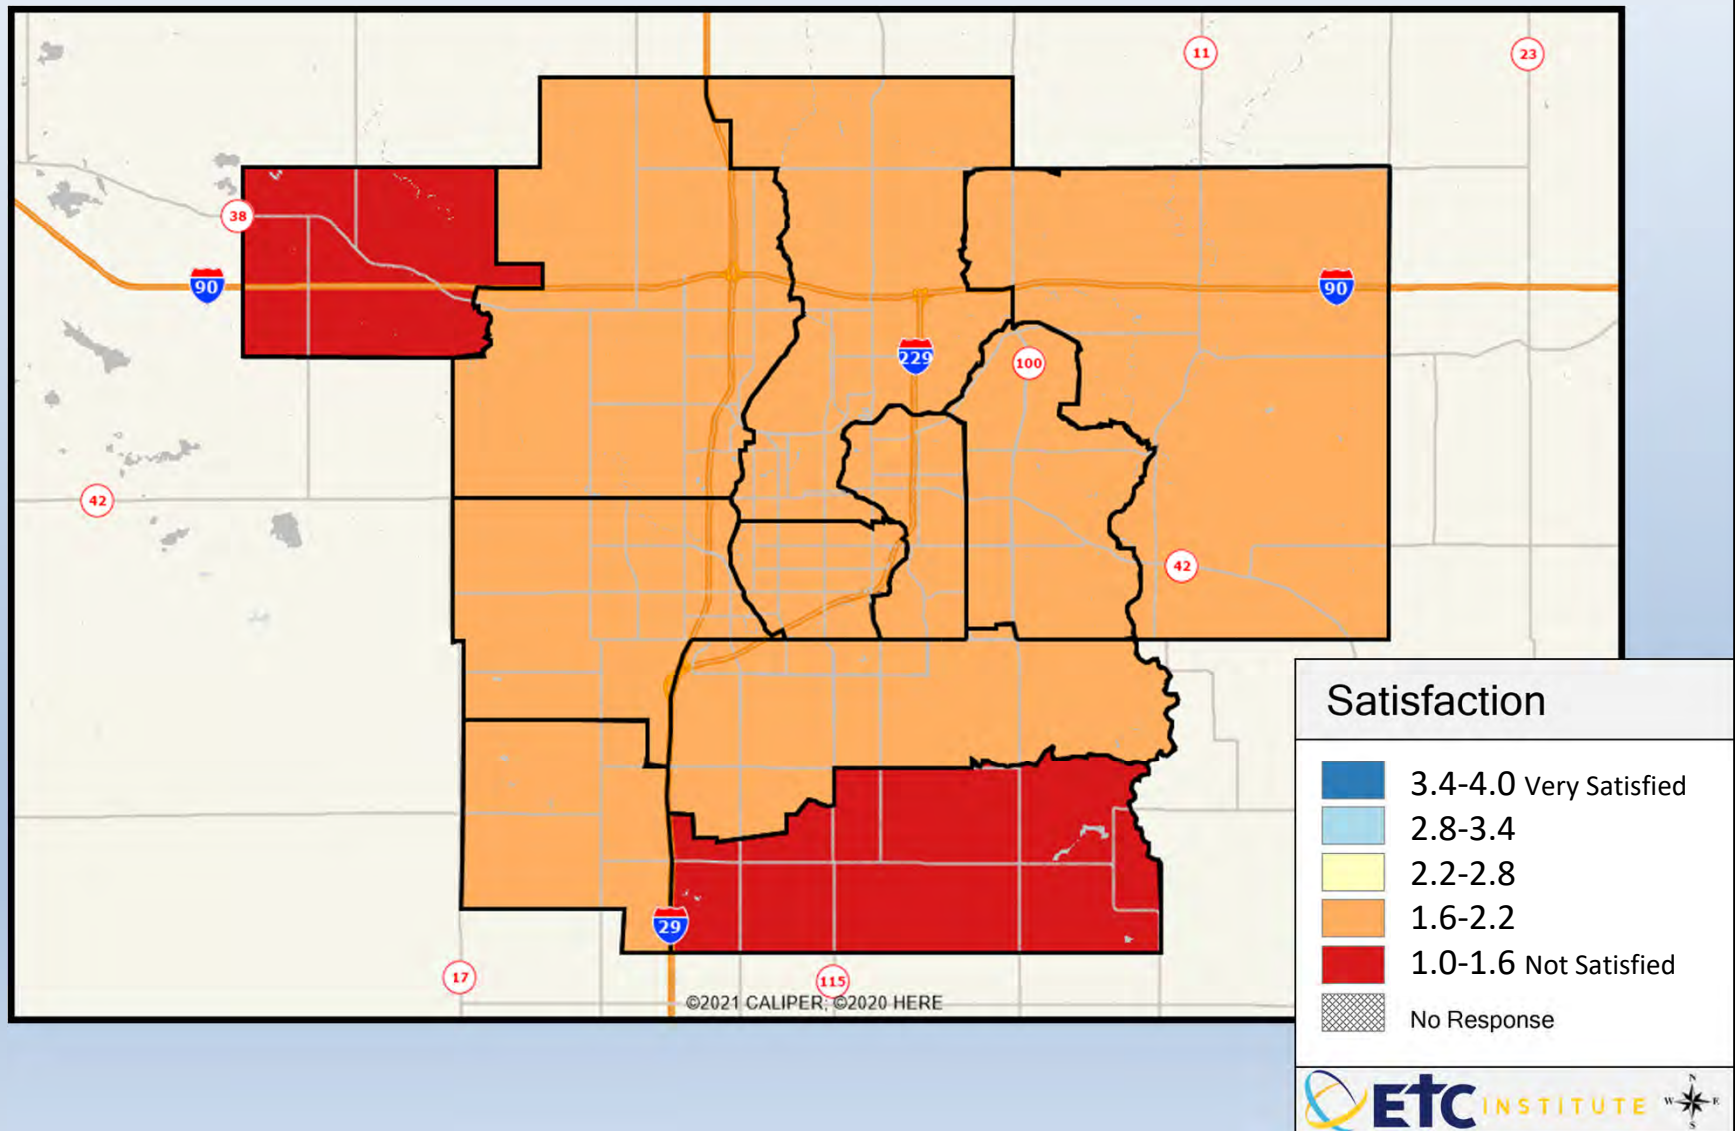 11
23
38
90
90
229
100
42
42
29
17
115
©2021 CALIPER; ©2020 HERE
Satisfaction
3.4-4.0 Very Satisfied
2.8-3.4
2.2-2.8
1.6-2.2
1.0-1.6 Not Satisfied
No Response
ETC INSTITUTE
N
W E
S